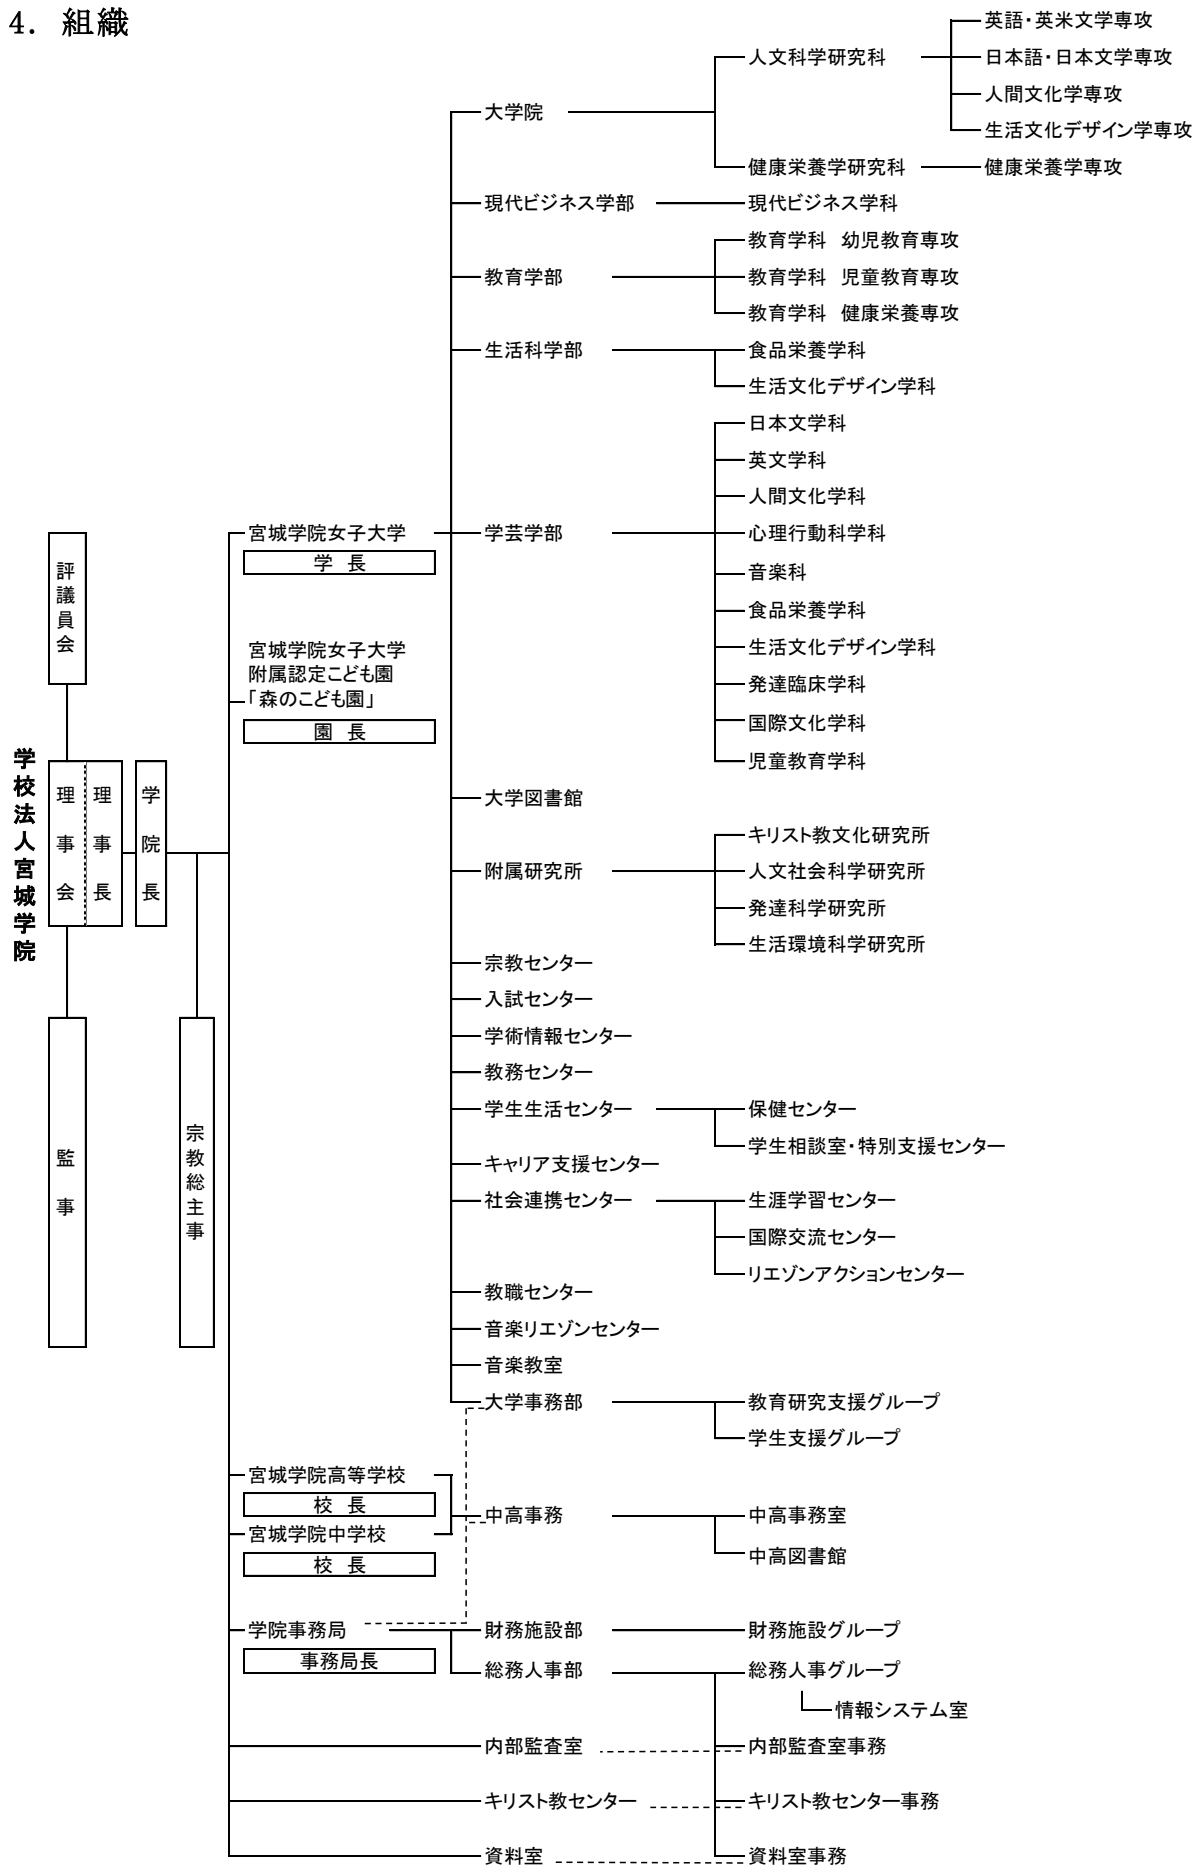 4. 組織
学校法人宮城学院
評議員会
理事会
理事長
学院長
監事
宗教総主事
宮城学院女子大学
学 長
宮城学院女子大学
附属認定こども園
「森のこども園」
園 長
宮城学院高等学校
校 長
宮城学院中学校
校 長
学院事務局
事務局長
大学院
人文科学研究科
英語・英米文学専攻
日本語・日本文学専攻
人間文化学専攻
生活文化デザイン学専攻
健康栄養学研究科
健康栄養学専攻
現代ビジネス学部
現代ビジネス学科
教育学部
教育学科 幼児教育専攻
教育学科 児童教育専攻
教育学科 健康栄養専攻
生活科学部
食品栄養学科
生活文化デザイン学科
学芸学部
日本文学科
英文学科
人間文化学科
心理行動科学科
音楽科
食品栄養学科
生活文化デザイン学科
発達臨床学科
国際文化学科
児童教育学科
大学図書館
附属研究所
キリスト教文化研究所
人文社会科学研究所
発達科学研究所
生活環境科学研究所
宗教センター
入試センター
学術情報センター
教務センター
学生生活センター
保健センター
学生相談室・特別支援センター
キャリア支援センター
社会連携センター
生涯学習センター
国際交流センター
リエゾンアクションセンター
教職センター
音楽リエゾンセンター
音楽教室
大学事務部
教育研究支援グループ
学生支援グループ
中高事務
中高事務室
中高図書館
財務施設部
財務施設グループ
総務人事部
総務人事グループ
情報システム室
内部監査室
内部監査室事務
キリスト教センター
キリスト教センター事務
資料室
資料室事務